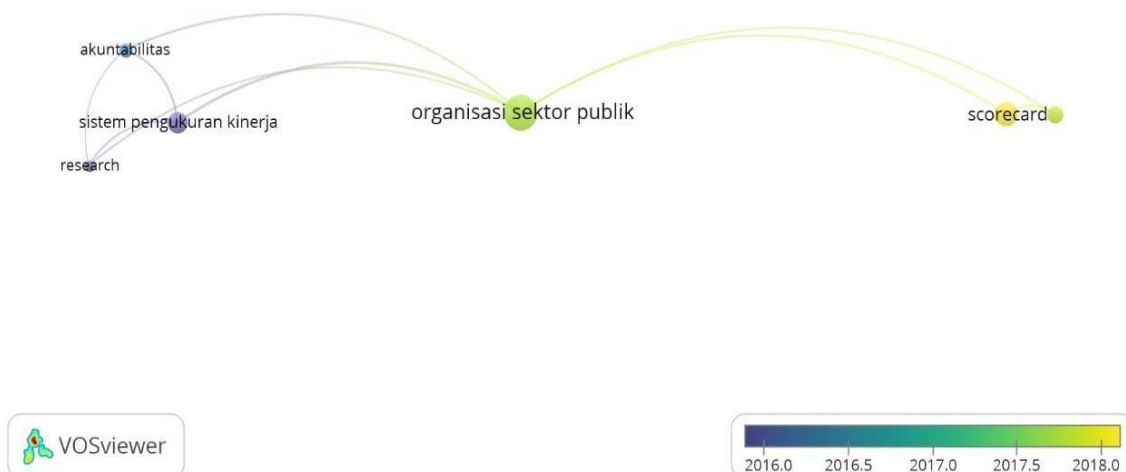 akuntabilitas
sistem pengukuran kinerja
research
organisasi sektor publik
scorecard
VOSviewer
2016.0 2016.5 2017.0 2017.5 2018.0